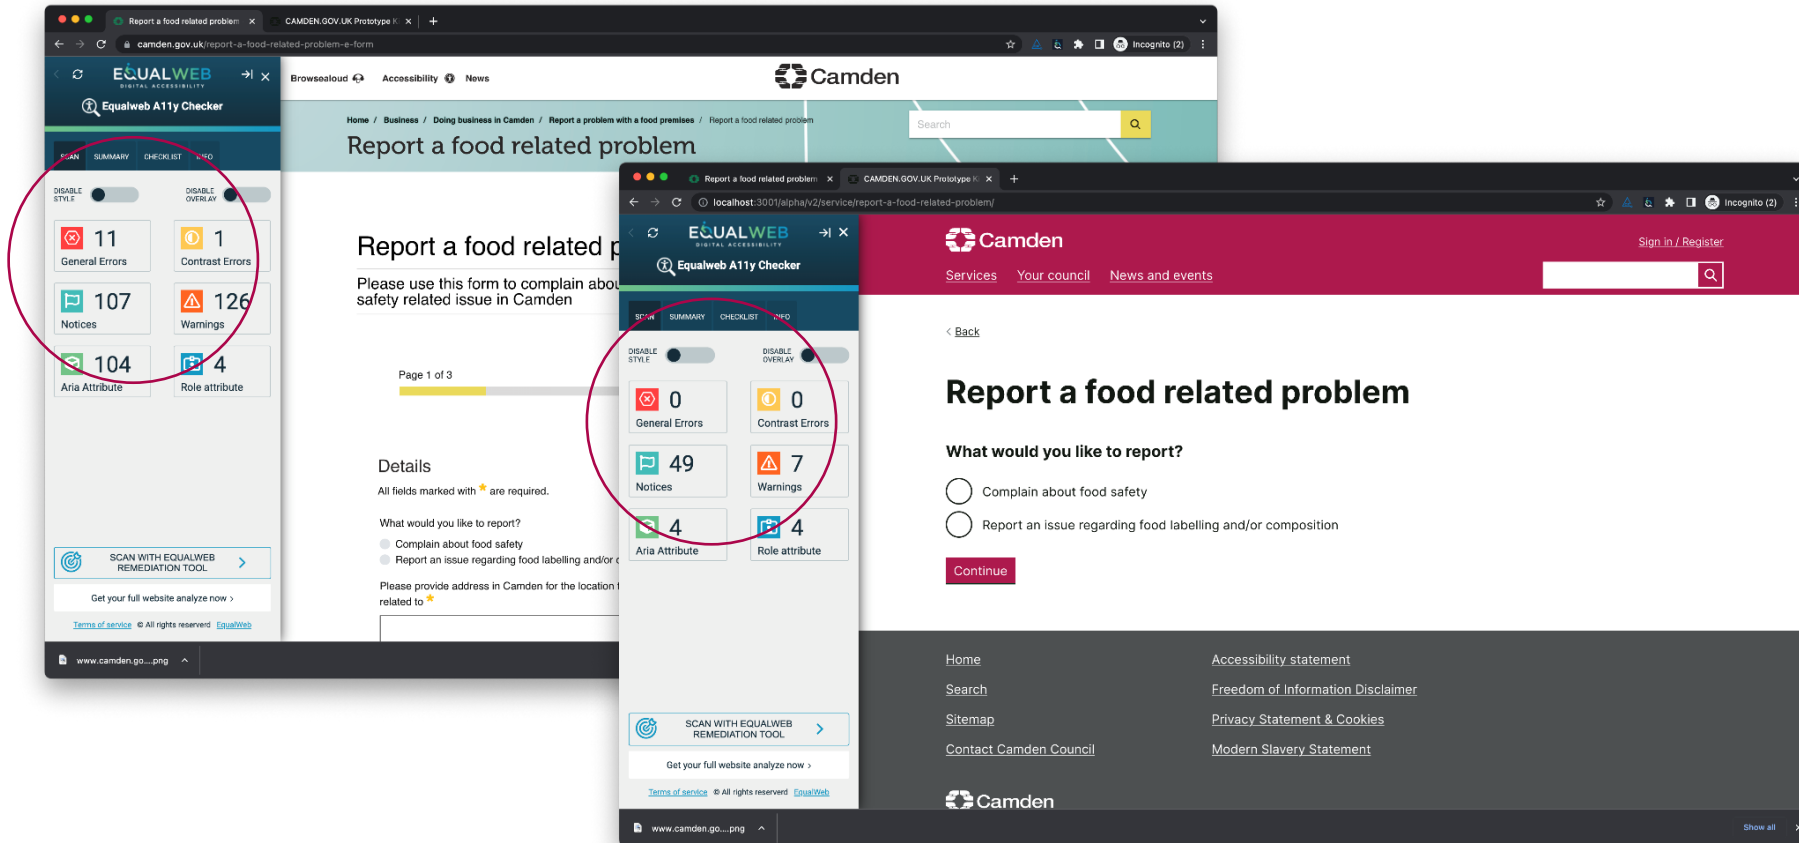 Report a food related problem
CAMDEN.GOV.UK Prototype K
camden.gov.uk/report-a-food-related-problem-e-form
Incognito (2)
EQUALWEB
DIGITAL ACCESSIBILITY
Equalweb A11y Checker
SCAN SUMMARY CHECKLIST INFO
DISABLE STYLE
DISABLE OVERLAY
11
General Errors
1
Contrast Errors
107
Notices
126
Warnings
104
Aria Attribute
4
Role attribute
SCAN WITH EQUALWEB
REMEDIATION TOOL
Get your full website analyze now >
Terms of service © All rights reserverd EqualWeb
www.camden.go....png
Browsealoud Accessibility News
Camden
Home / Business / Doing business in Camden / Report a problem with a food premises / Report a food related problem
Search
Report a food related problem
Report a food related p
Please use this form to complain abou
safety related issue in Camden
Page 1 of 3
Details
All fields marked with ★ are required.
What would you like to report?
Complain about food safety
Report an issue regarding food labelling and/or c
Please provide address in Camden for the location t
related to ★
Report a food related problem
CAMDEN.GOV.UK Prototype K
localhost:3001/alpha/v2/service/report-a-food-related-problem/
Incognito (2)
EQUALWEB
DIGITAL ACCESSIBILITY
Equalweb A11y Checker
SCAN SUMMARY CHECKLIST INFO
DISABLE STYLE
DISABLE OVERLAY
0
General Errors
0
Contrast Errors
49
Notices
7
Warnings
4
Aria Attribute
4
Role attribute
SCAN WITH EQUALWEB
REMEDIATION TOOL
Get your full website analyze now >
Terms of service © All rights reserverd EqualWeb
www.camden.go....png
Show all
Camden
Sign in / Register
Services Your council News and events
< Back
Report a food related problem
What would you like to report?
Complain about food safety
Report an issue regarding food labelling and/or composition
Continue
Home
Accessibility statement
Search
Freedom of Information Disclaimer
Sitemap
Privacy Statement & Cookies
Contact Camden Council
Modern Slavery Statement
Camden